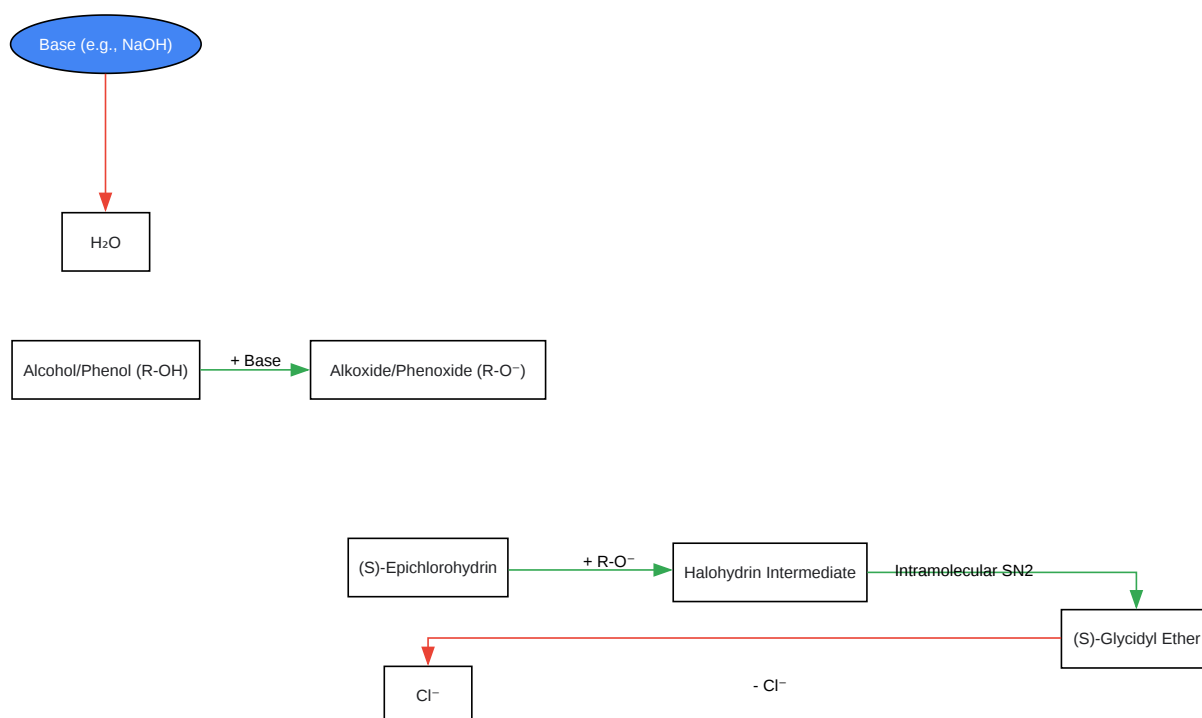 Base (e.g., NaOH)
H₂O
Alcohol/Phenol (R-OH)
+ Base
Alkoxide/Phenoxide (R-O⁻)
(S)-Epichlorohydrin
+ R-O⁻
Halohydrin Intermediate
Intramolecular SN2
(S)-Glycidyl Ether
Cl⁻
- Cl⁻